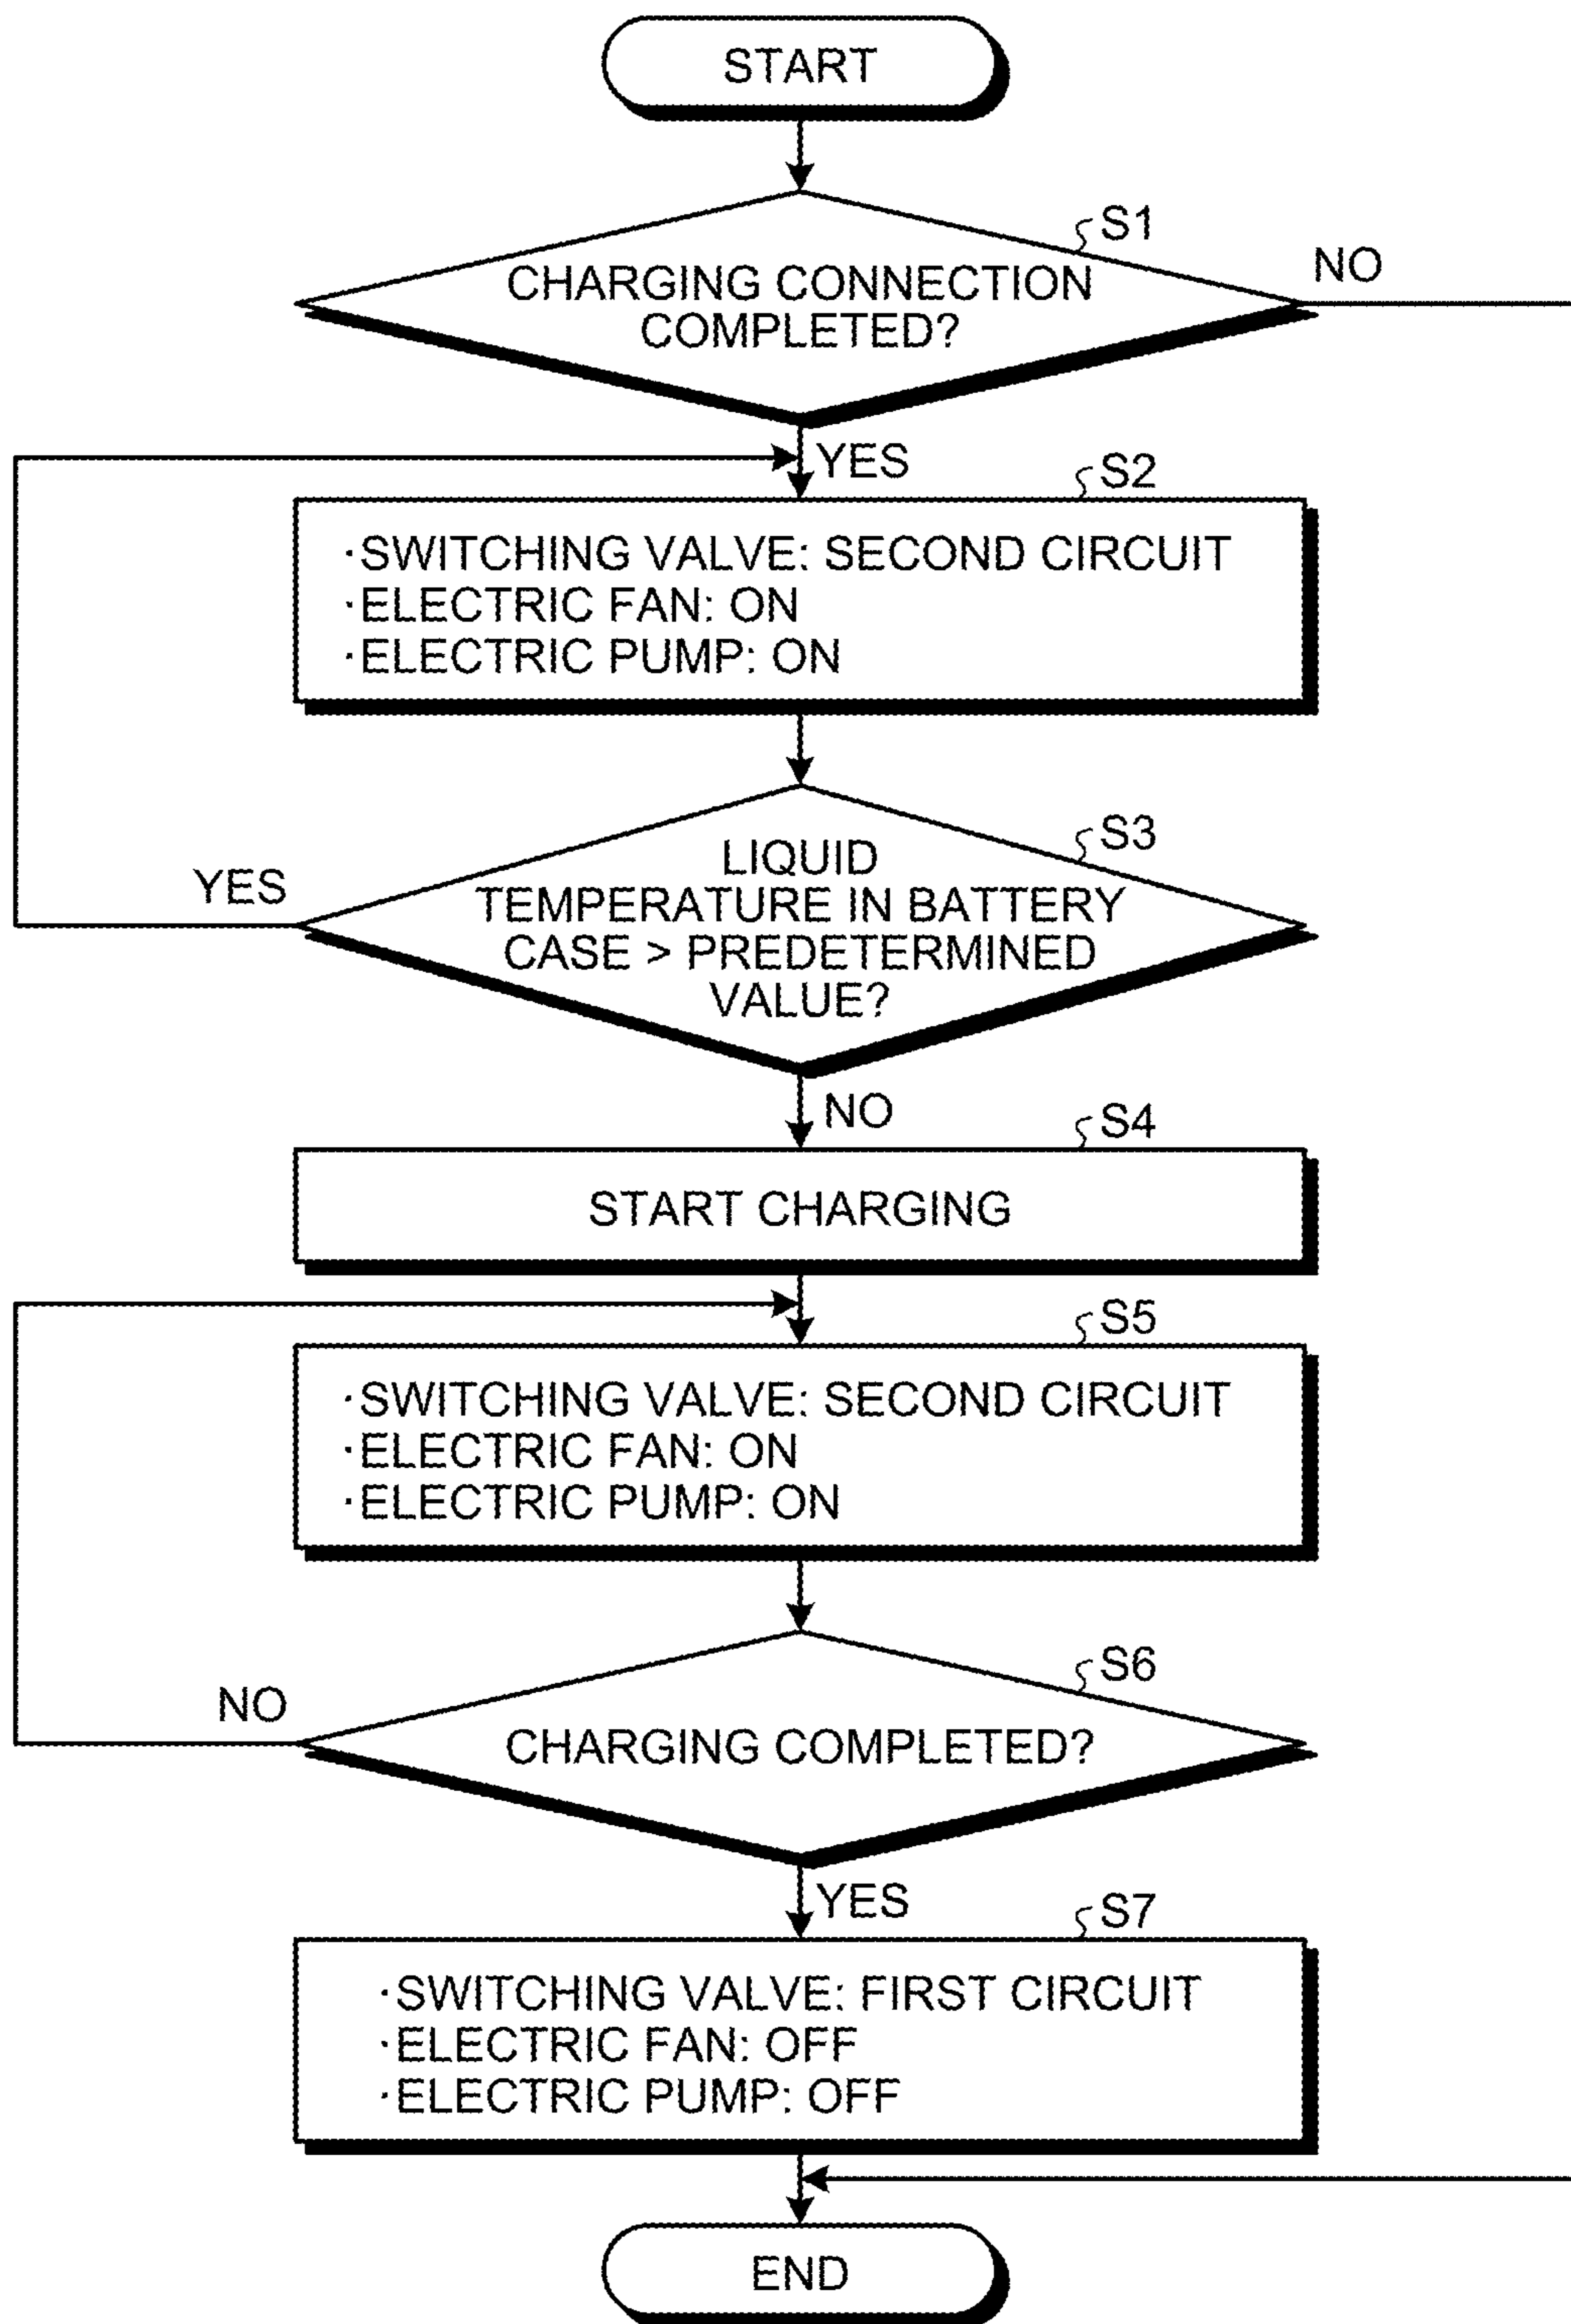 START
S1
CHARGING CONNECTION
COMPLETED?
NO
YES
S2
·SWITCHING VALVE: SECOND CIRCUIT
·ELECTRIC FAN: ON
·ELECTRIC PUMP: ON
S3
LIQUID
TEMPERATURE IN BATTERY
CASE > PREDETERMINED
VALUE?
YES
NO
S4
START CHARGING
S5
·SWITCHING VALVE: SECOND CIRCUIT
·ELECTRIC FAN: ON
·ELECTRIC PUMP: ON
S6
CHARGING COMPLETED?
NO
YES
S7
·SWITCHING VALVE: FIRST CIRCUIT
·ELECTRIC FAN: OFF
·ELECTRIC PUMP: OFF
END